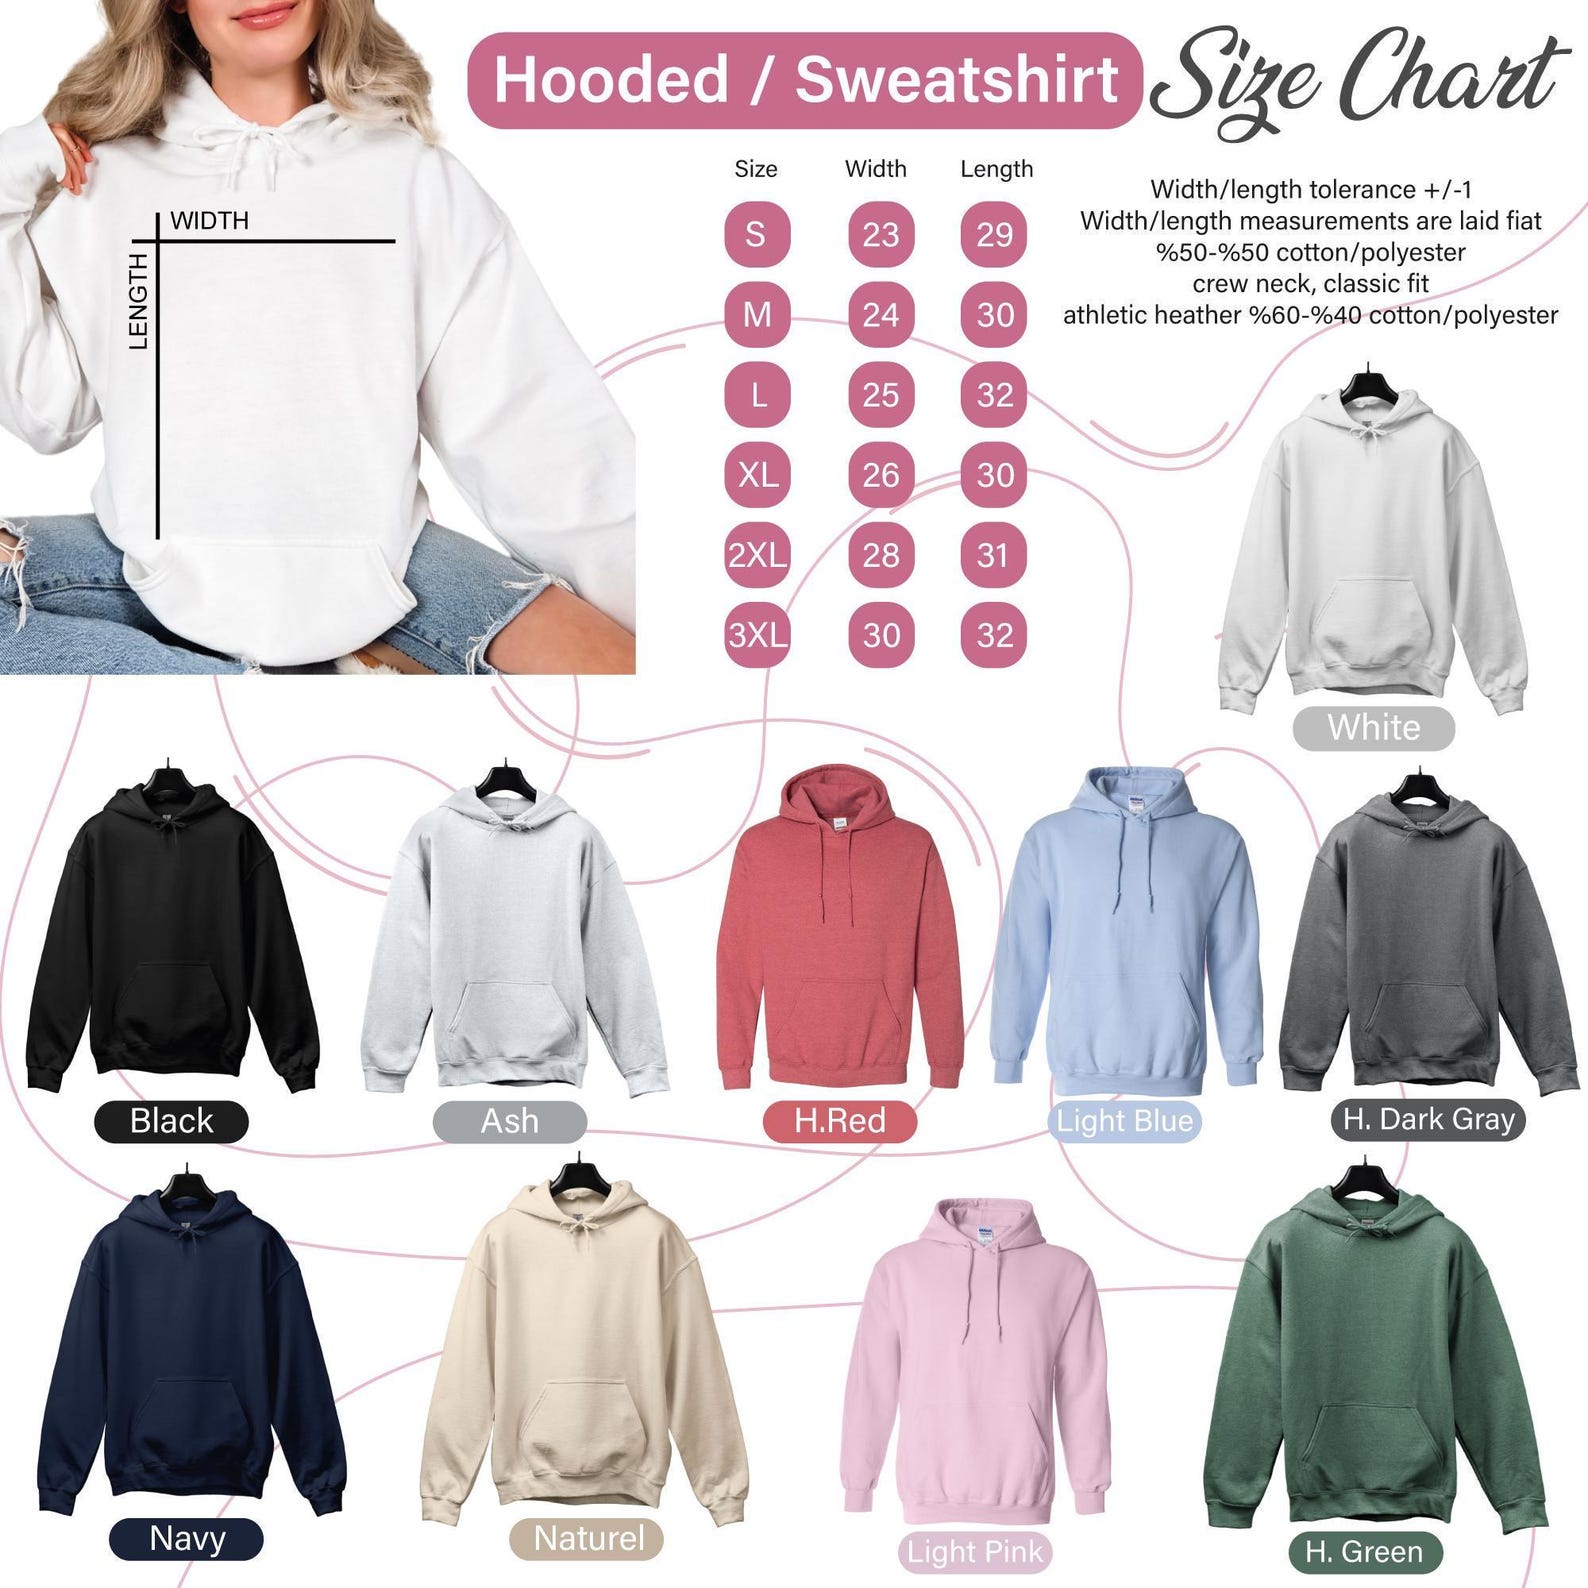 Hooded / Sweatshirt Size Chart
Size Width Length
S 23 29
M 24 30
L 25 32
XL 26 30
2XL 28 31
3XL 30 32
Width/length tolerance +/-1
Width/length measurements are laid fiat
%50-%50 cotton/polyester
crew neck, classic fit
athletic heather %60-%40 cotton/polyester
WIDTH
LENGTH
White
Black
Ash
H.Red
Light Blue
H. Dark Gray
Navy
Naturel
Light Pink
H. Green